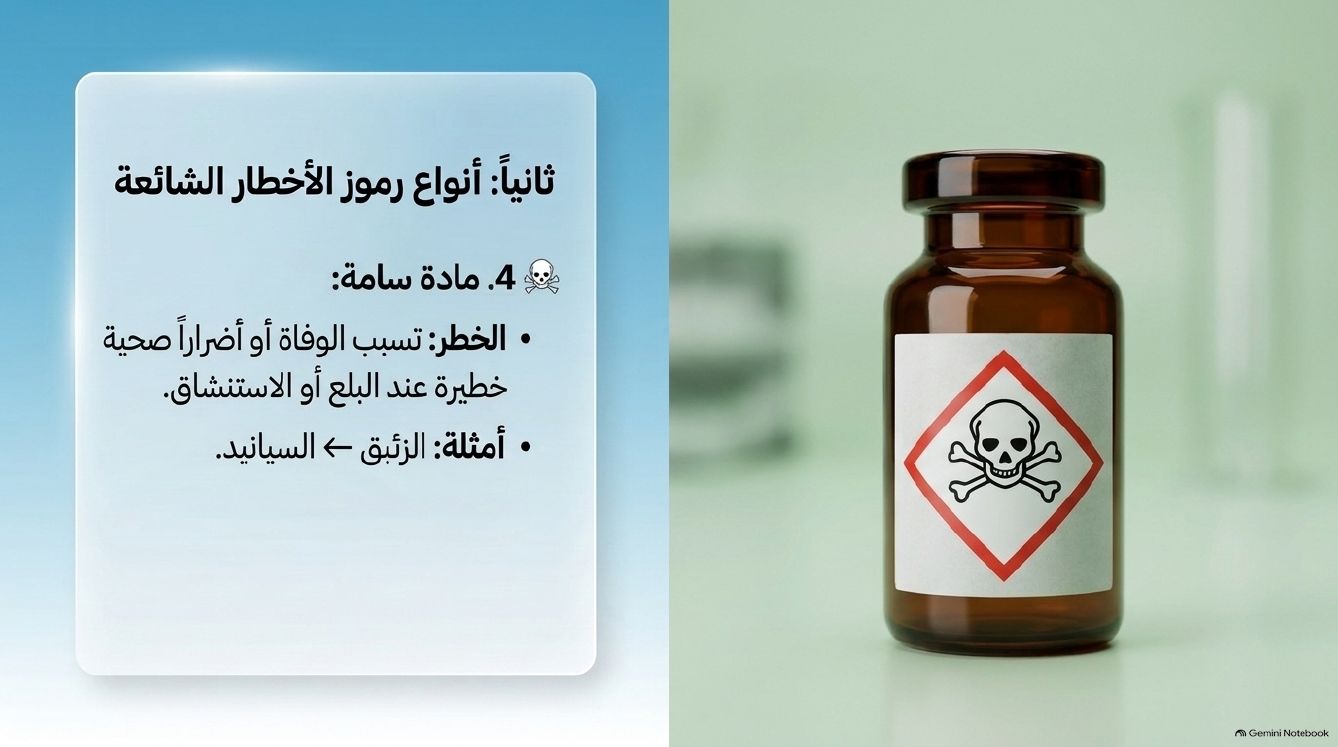 ثانياً: أنواع رموز الأخطار الشائعة
☠ 4. مادة سامة:
• الخطر: تسبب الوفاة أو أضراراً صحية
خطيرة عند البلع أو الاستنشاق.
• أمثلة: الزئبق ← السيانيد.
Gemini Notebook